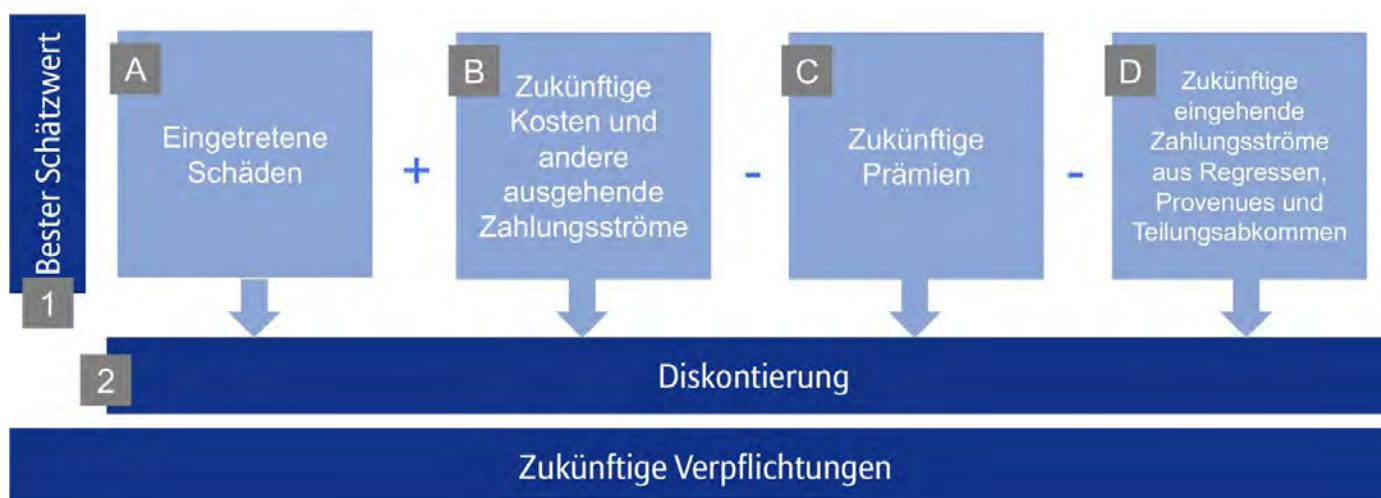 Bester Schätzwert
1
A
Eingetretene
Schäden
+
B
Zukünftige
Kosten und
andere
ausgehende
Zahlungsströme
-
C
Zukünftige
Prämien
-
D
Zukünftige
eingehende
Zahlungsströme
aus Regressen,
Provenues und
Teilungsabkommen
2
Diskontierung
Zukünftige Verpflichtungen